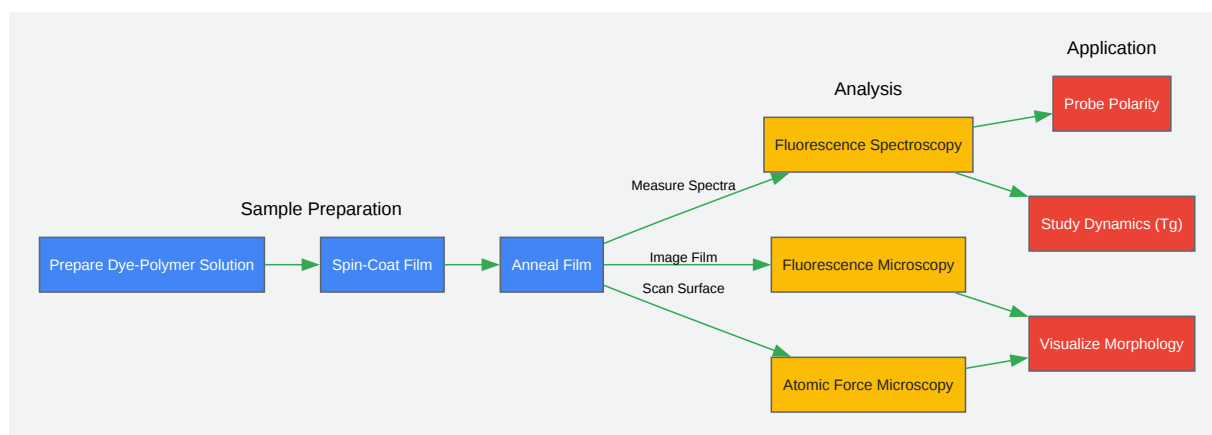 Sample Preparation
Prepare Dye-Polymer Solution
Spin-Coat Film
Anneal Film
Measure Spectra
Image Film
Scan Surface
Analysis
Fluorescence Spectroscopy
Fluorescence Microscopy
Atomic Force Microscopy
Application
Probe Polarity
Study Dynamics (Tg)
Visualize Morphology